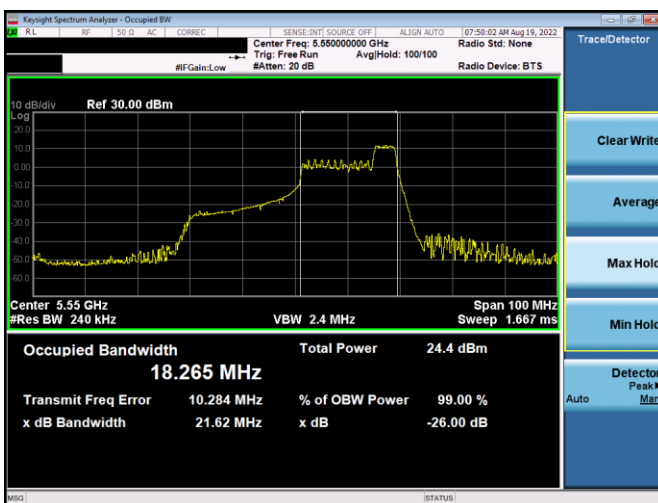 Keysight Spectrum Analyzer - Occupied BW
RL RF 50 Ω AC CORREC SENSE:INT SOURCE OFF ALIGN AUTO 07:50:02 AM Aug 19, 2022
Center Freq: 5.550000000 GHz Radio Std: None
Trig: Free Run Avg|Hold: 100/100
#IFGain:Low #Atten: 20 dB Radio Device: BTS
Trace/Detector
10 dB/div Ref 30.00 dBm
Log
20.0
10.0
0.00
-10.0
-20.0
-30.0
-40.0
-50.0
-60.0
Center 5.55 GHz Span 100 MHz
#Res BW 240 kHz VBW 2.4 MHz Sweep 1.667 ms
Clear Write
Average
Max Hold
Min Hold
Detector
Peak
Auto Man
Occupied Bandwidth Total Power 24.4 dBm
18.265 MHz
Transmit Freq Error 10.284 MHz % of OBW Power 99.00 %
x dB Bandwidth 21.62 MHz x dB -26.00 dB
MSG STATUS